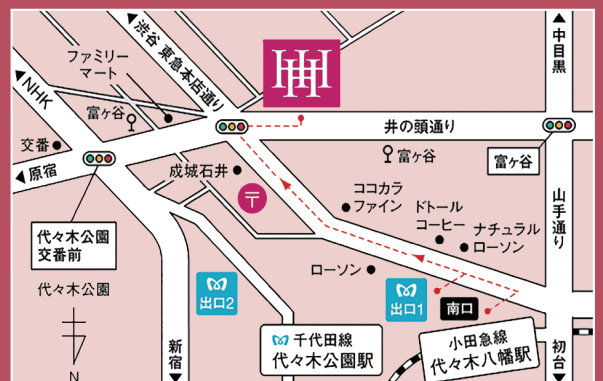 渋谷 東急本店通り
中目黒
ファミリー
マート
HH
NHK
富ヶ谷
井の頭通り
交番
富ヶ谷
富ヶ谷
原宿
成城石井
〒
ココカラ
ファイン
ドトール
コーヒー
ナチュラル
ローソン
山手通り
代々木公園
交番前
代々木公園
ローソン
出口2
出口1
南口
千代田線
代々木公園駅
小田急線
代々木八幡駅
新宿
初台
N